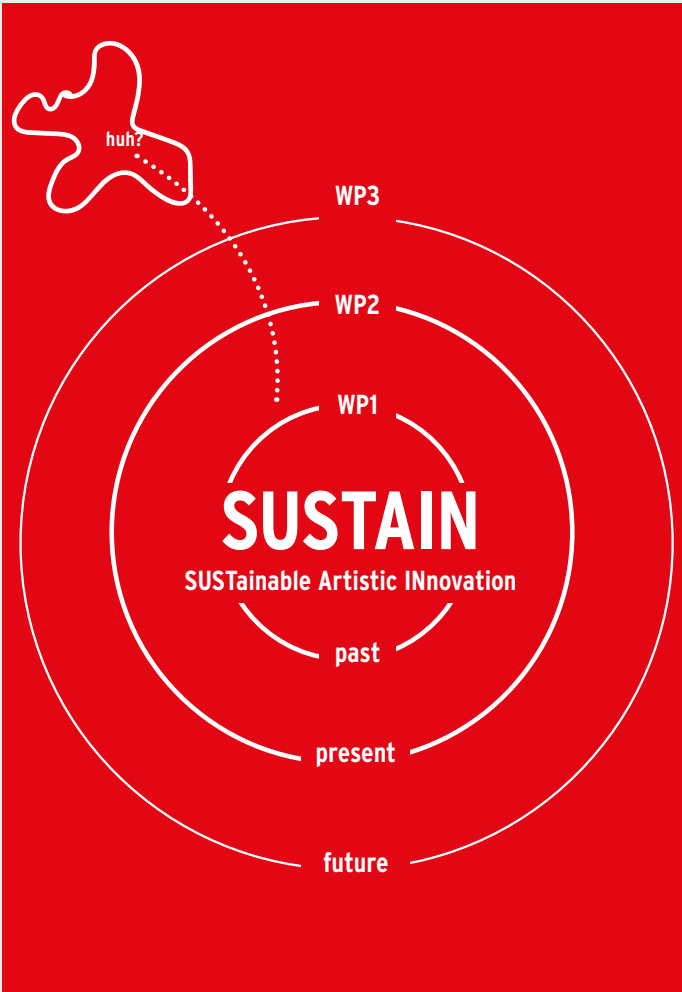 huh?
WP3
WP2
WP1
SUSTAIN
SUSTainable Artistic INnovation
past
present
future